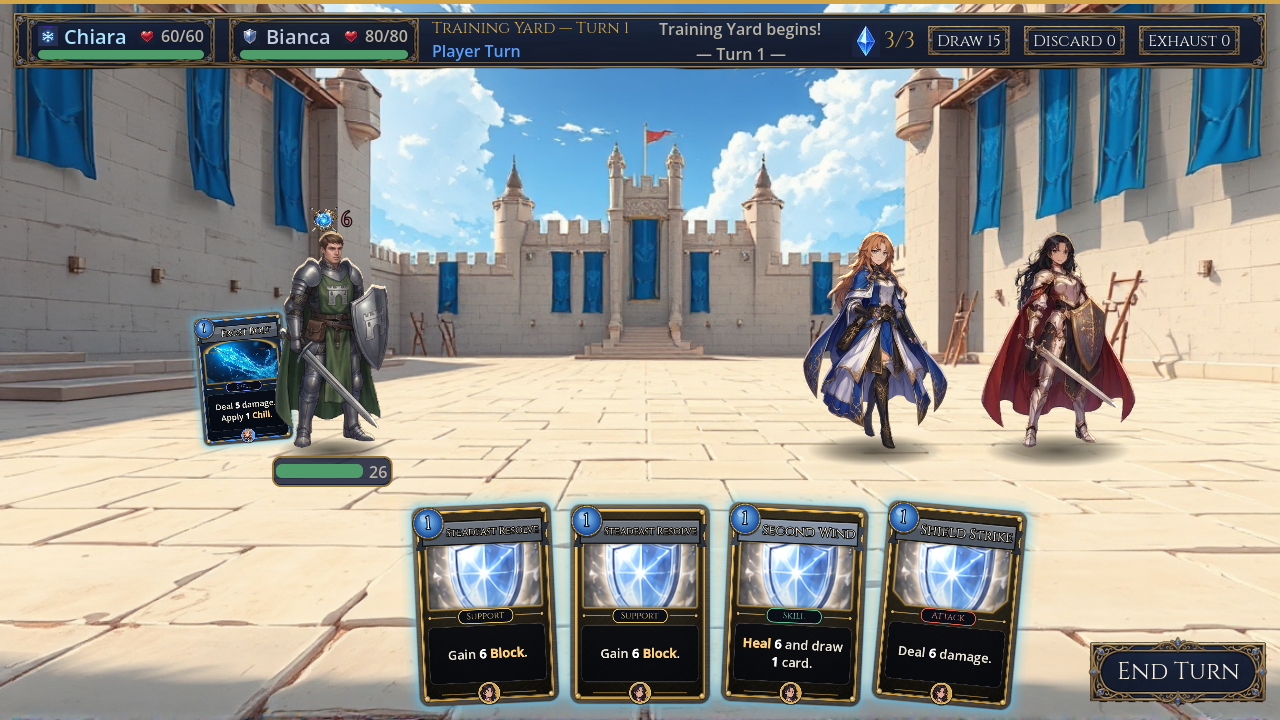 Chiara 60/60
Bianca 80/80
Training Yard — Turn 1
Player Turn
Training Yard begins!
— Turn 1 —
3/3
Draw 15
Discard 0
Exhaust 0
6
1
Frost Bolt
Deal 5 damage.
Apply 1 Chill.
26
1
Steadfast Resolve
Support
Gain 6 Block.
1
Steadfast Resolve
Support
Gain 6 Block.
1
Second Wind
Skill
Heal 6 and draw
1 card.
1
Shield Strike
Attack
Deal 6 damage.
End Turn